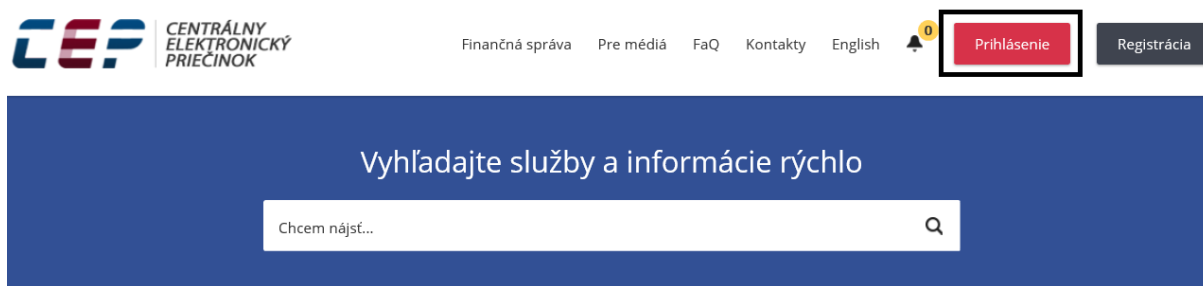 CEP
CENTRÁLNY
ELEKTRONICKÝ
PRIEČINOK
Finančná správa Pre médiá FaQ Kontakty English 0 Prihlásenie Registrácia
Vyhľadajte služby a informácie rýchlo
Chcem nájsť...